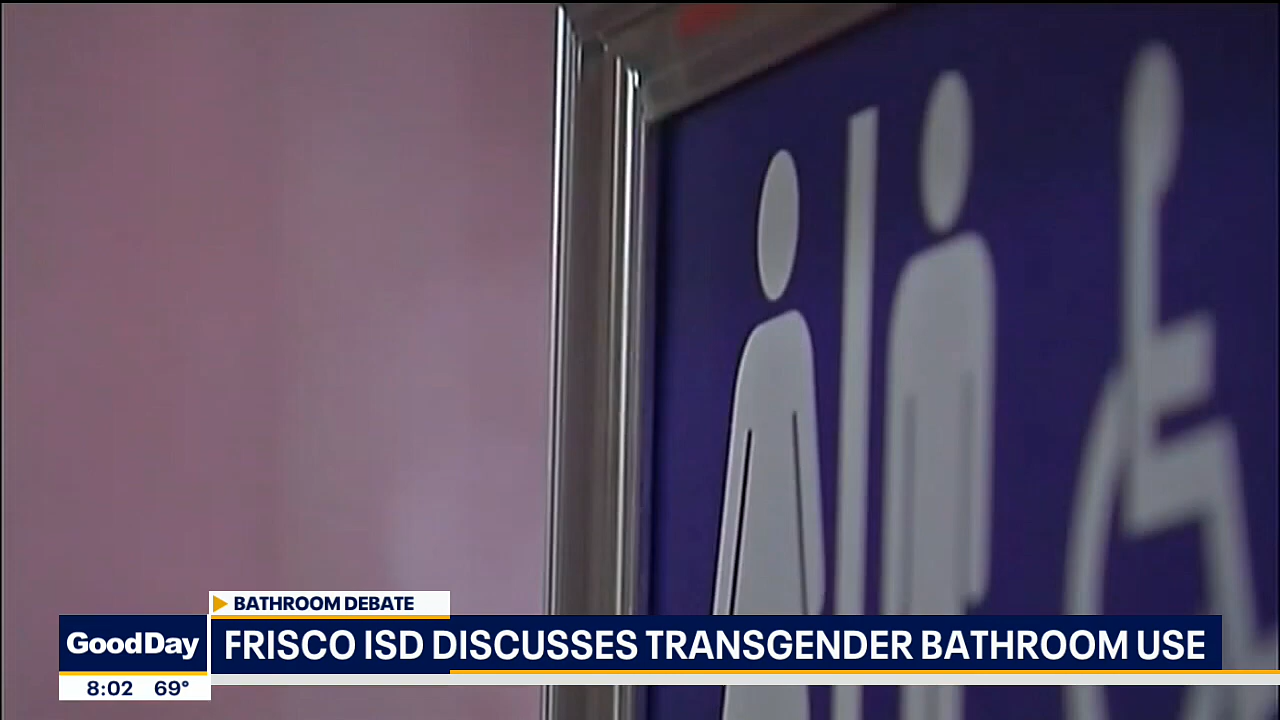 BATHROOM DEBATE
GoodDay
FRISCO ISD DISCUSSES TRANSGENDER BATHROOM USE
8:02 69°